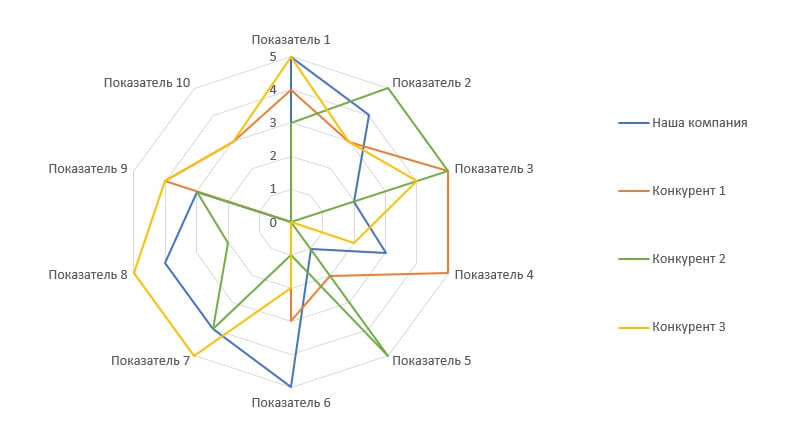 Показатель 1
5
Показатель 10
Показатель 2
4
3
Наша компания
2
Показатель 9
Показатель 3
1
Конкурент 1
0
Конкурент 2
Показатель 8
Показатель 4
Конкурент 3
Показатель 7
Показатель 5
Показатель 6